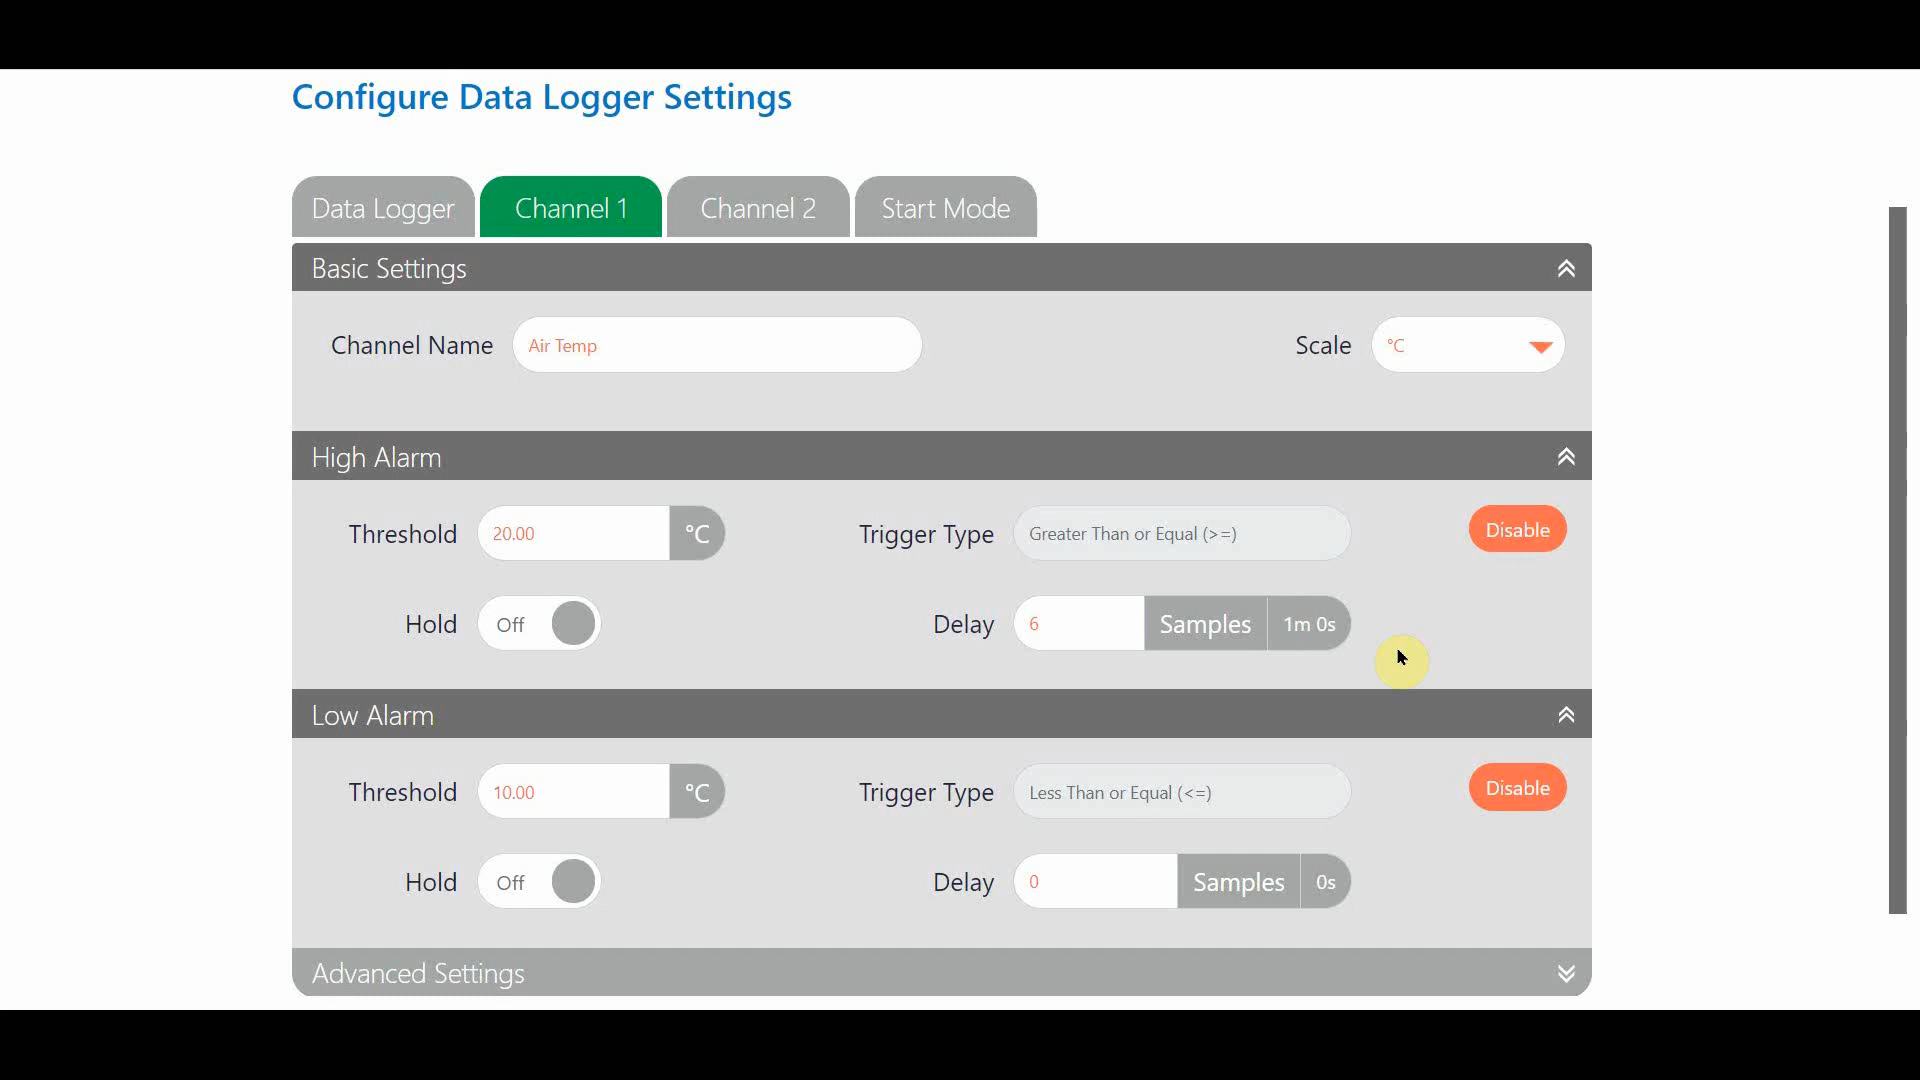 Configure Data Logger Settings
Data Logger Channel 1 Channel 2 Start Mode
Basic Settings
Channel Name Air Temp Scale °C
High Alarm
Threshold 20.00 °C Trigger Type Greater Than or Equal (>=) Disable
Hold Off Delay 6 Samples 1m 0s
Low Alarm
Threshold 10.00 °C Trigger Type Less Than or Equal (<=) Disable
Hold Off Delay 0 Samples 0s
Advanced Settings